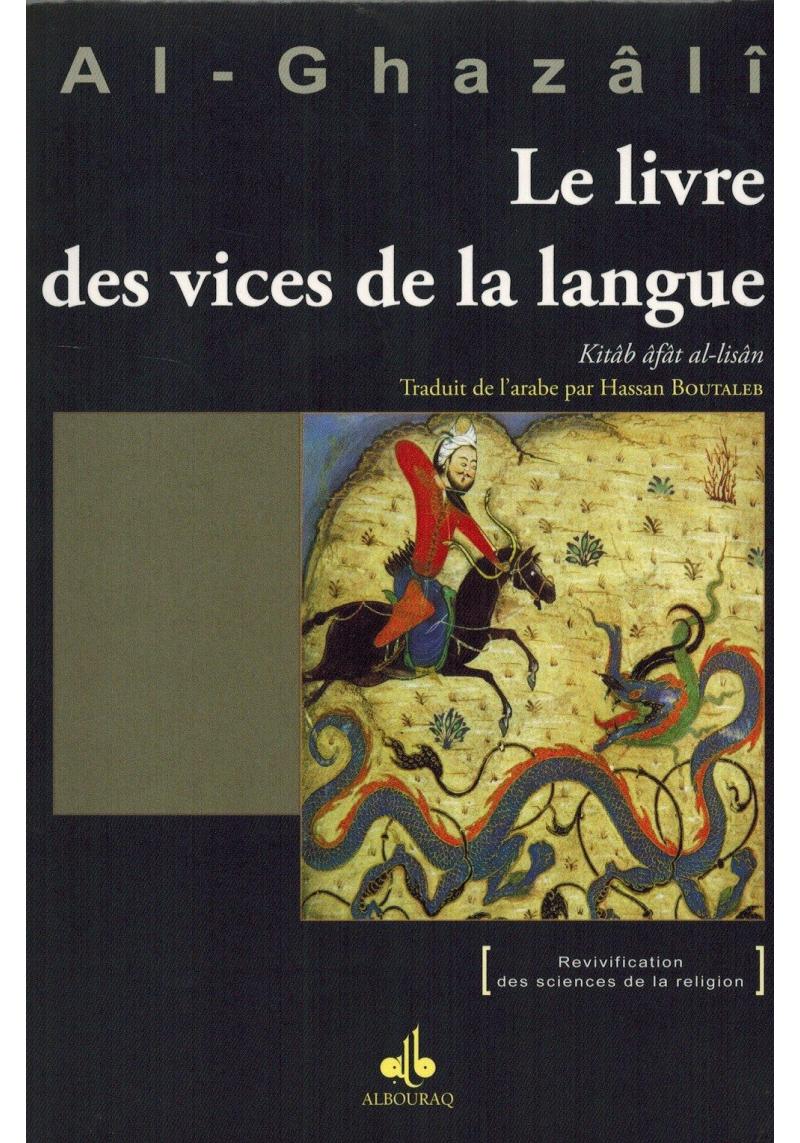 Al-Ghazâlî
Le livre
des vices de la langue
Kitâb âfât al-lisân
Traduit de l'arabe par Hassan BOUTALEB
[ Revivification
des sciences de la religion ]
alb
ALBOURAQ